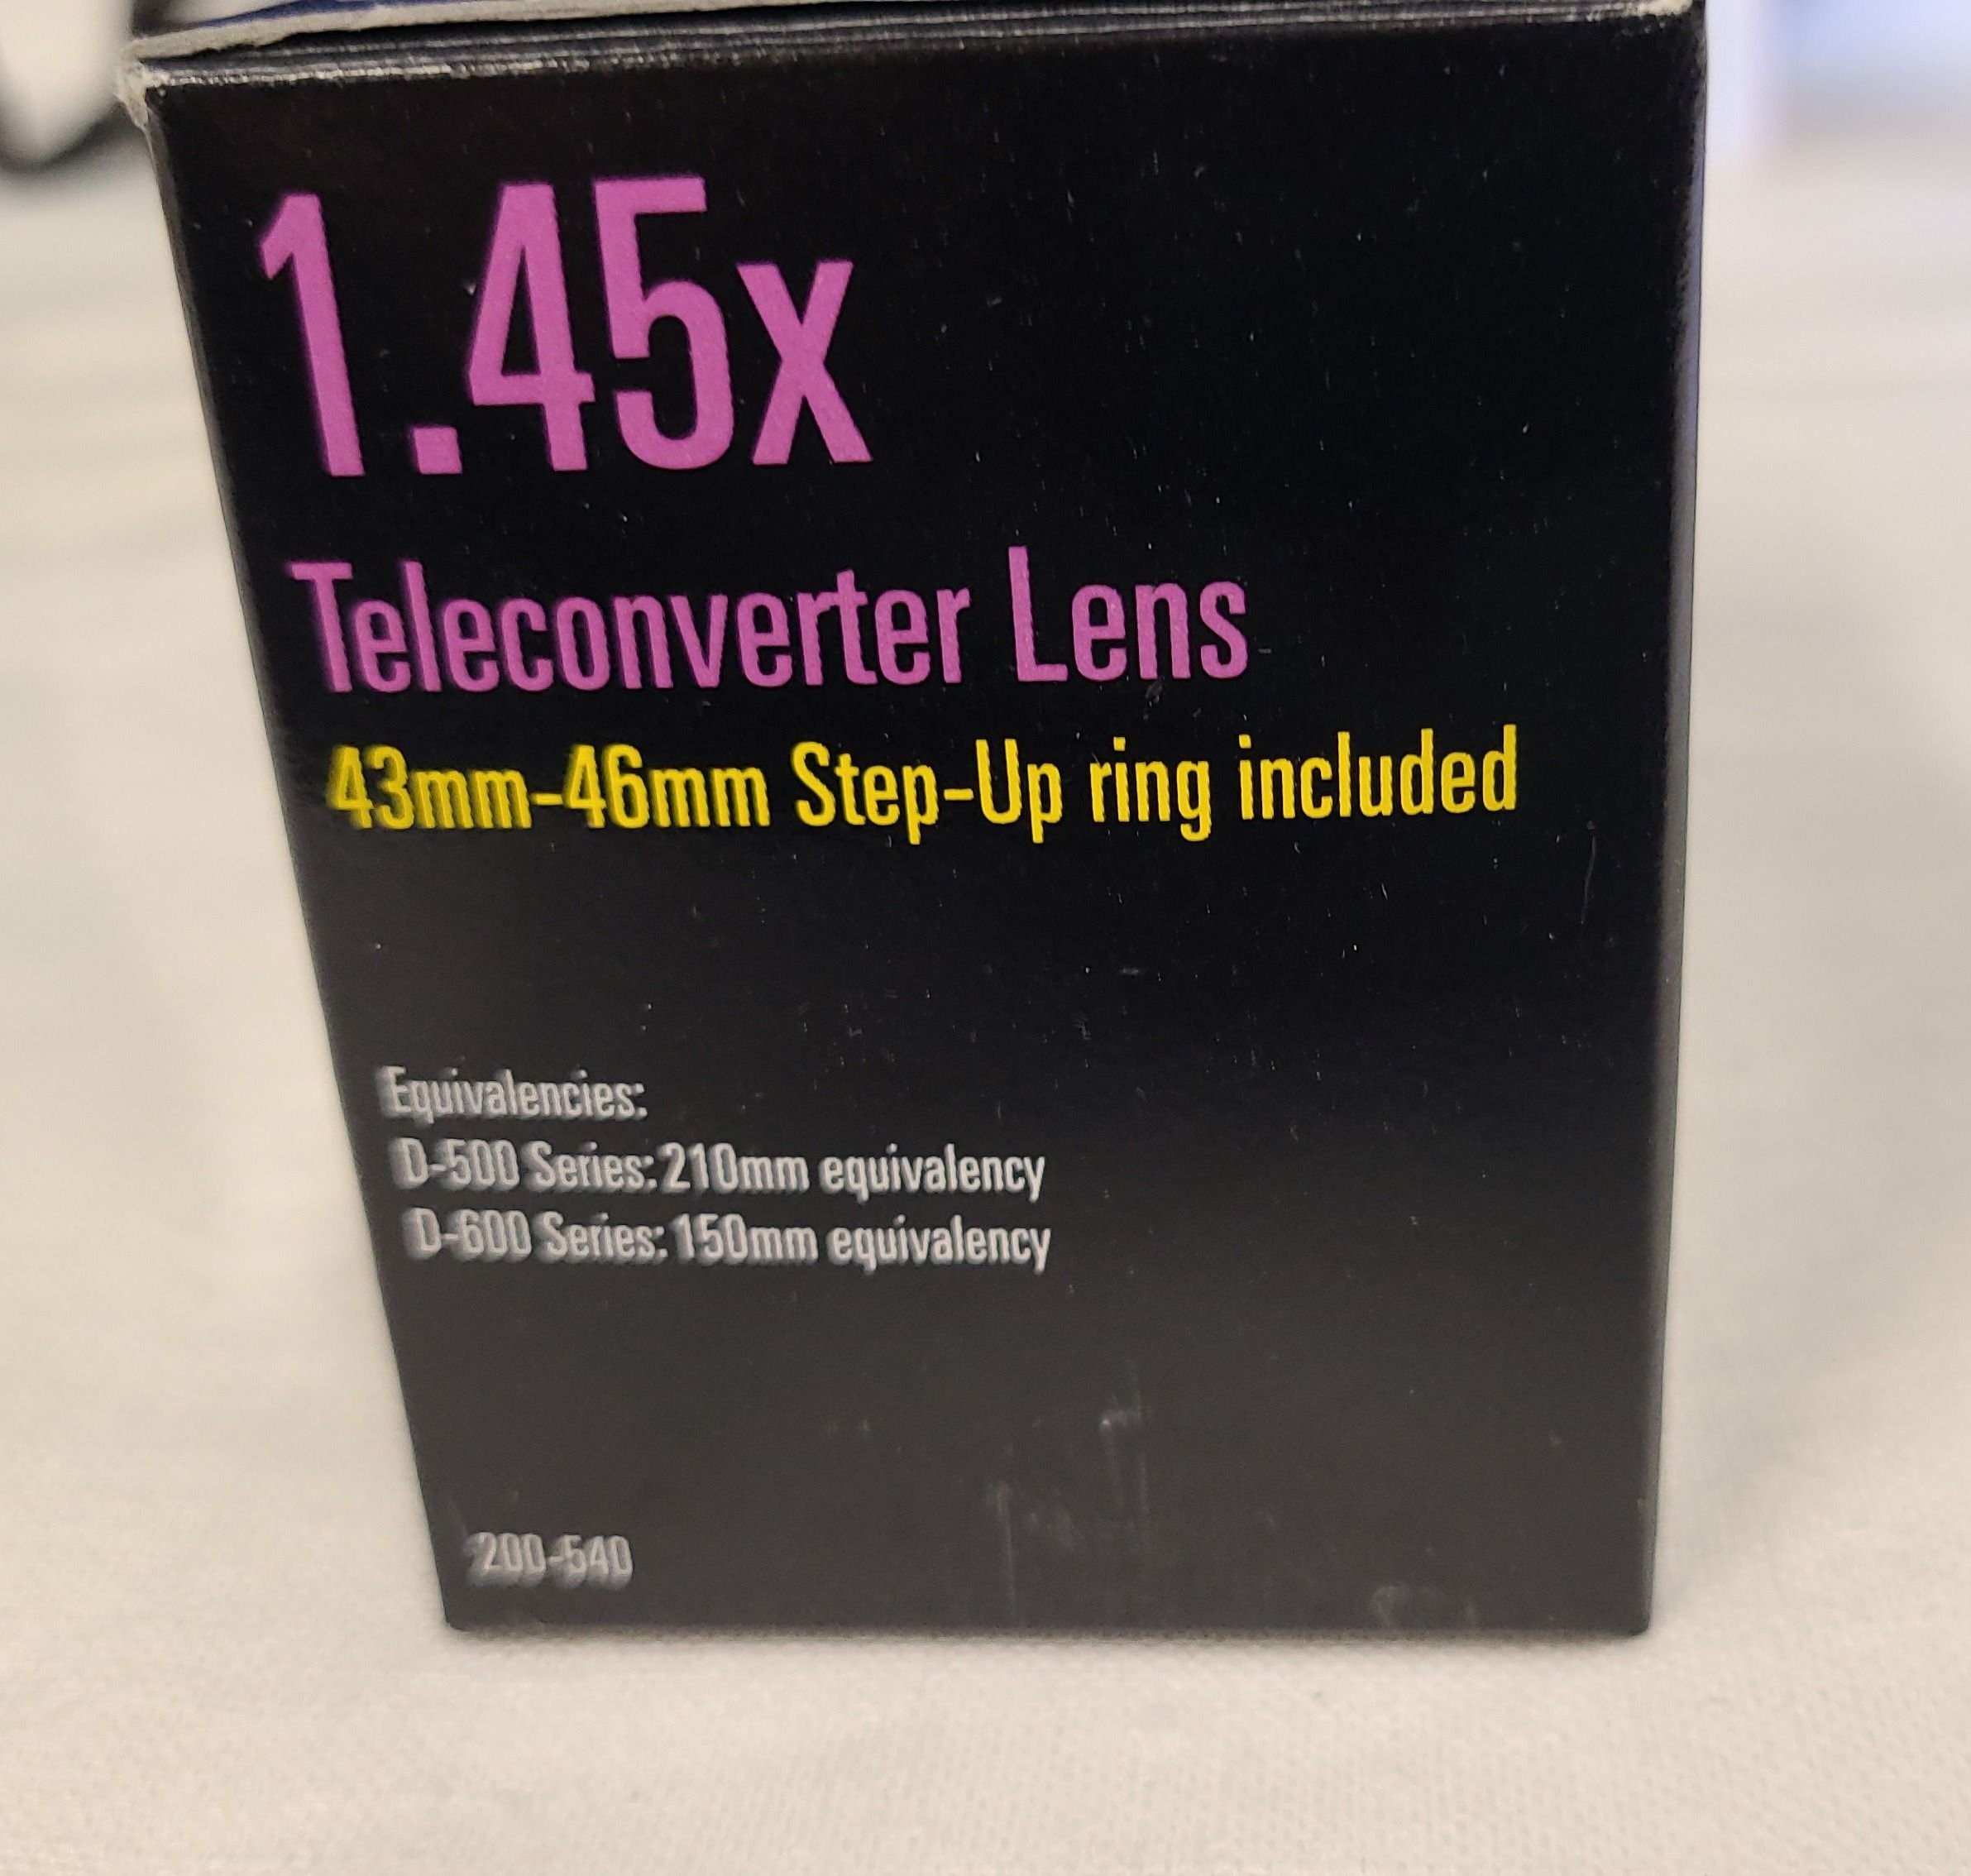 1.45x
Teleconverter Lens
43mm-46mm Step-Up ring included
Equivalencies:
D-500 Series: 210mm equivalency
D-600 Series: 150mm equivalency
200-540